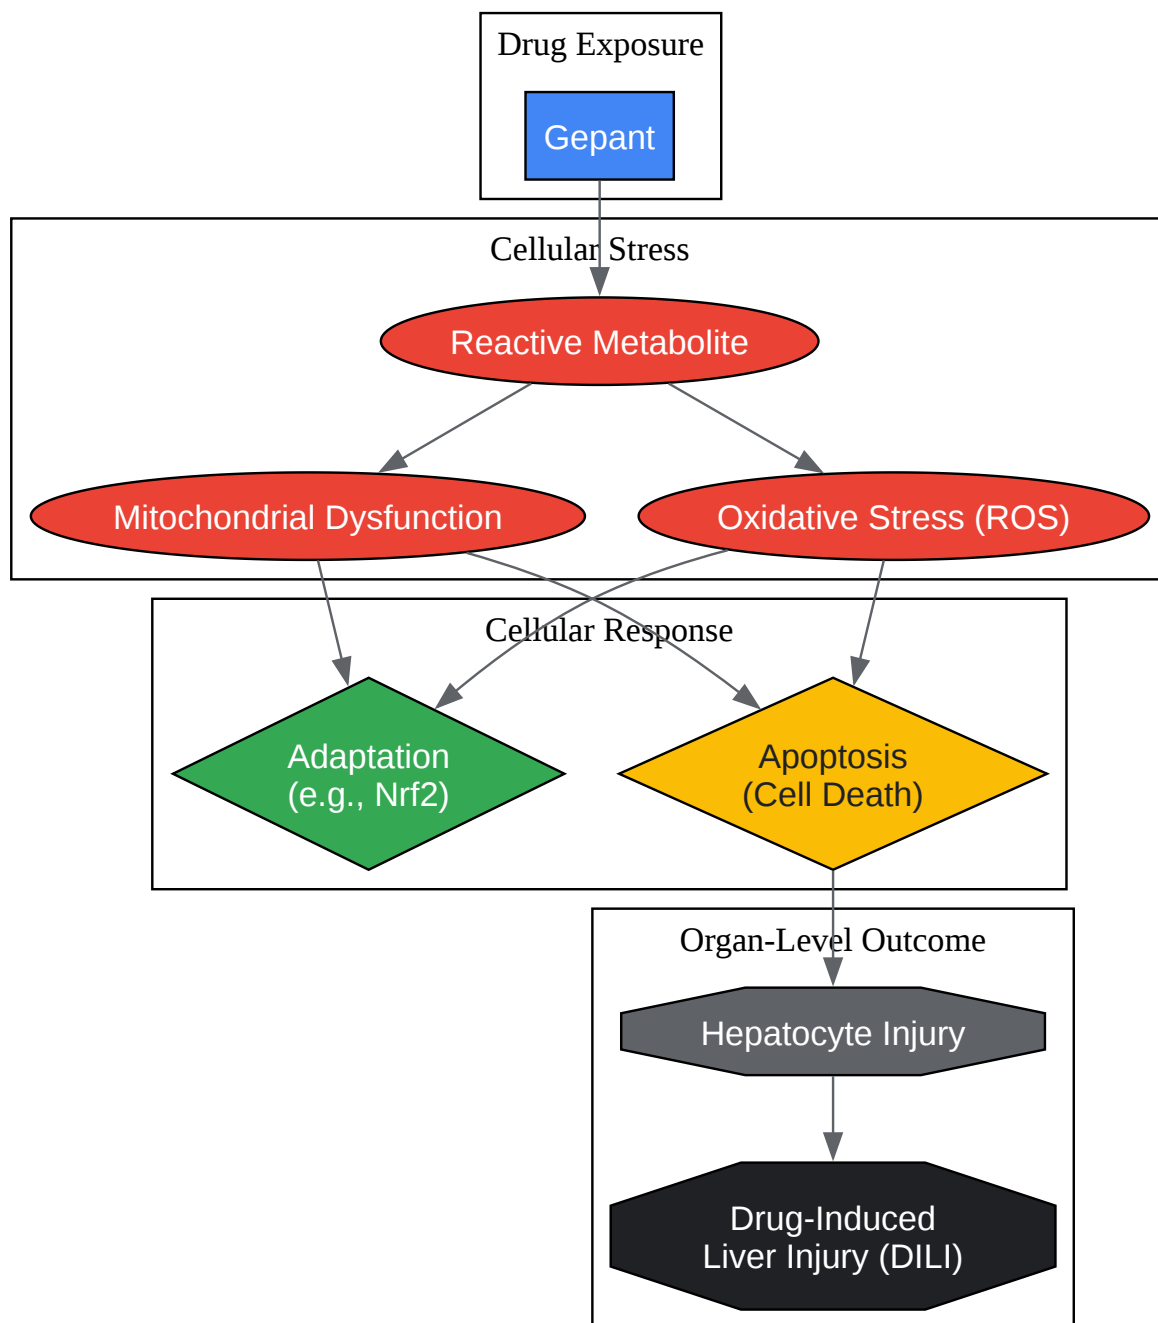 Drug Exposure
Gepant
Cellular Stress
Reactive Metabolite
Mitochondrial Dysfunction
Oxidative Stress (ROS)
Cellular Response
Adaptation
(e.g., Nrf2)
Apoptosis
(Cell Death)
Organ-Level Outcome
Hepatocyte Injury
Drug-Induced
Liver Injury (DILI)